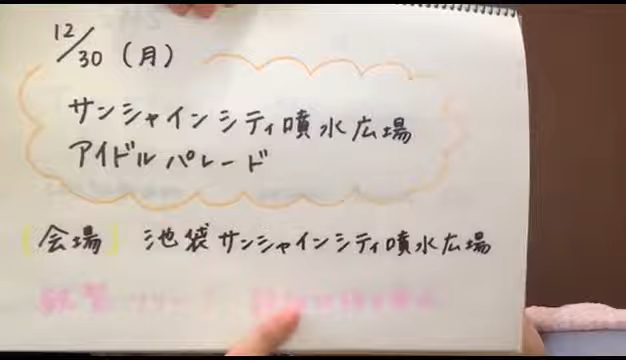 12/30(月)
サンシャインシティ噴水広場
アイドルパレード
[会場] 池袋サンシャインシティ噴水広場